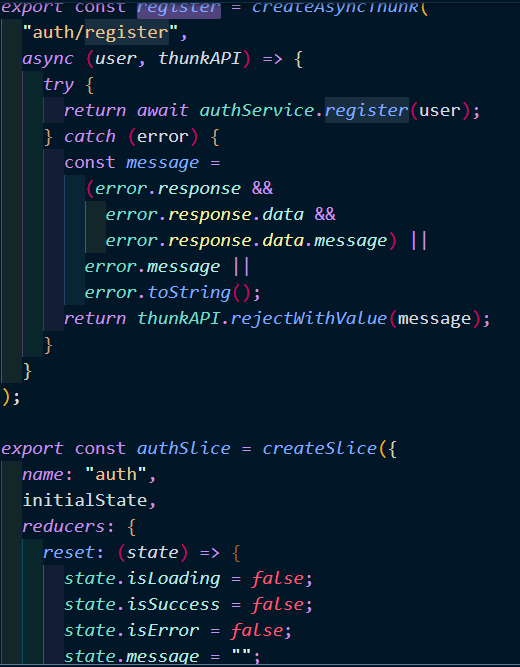 export const register = createAsyncThunk(
"auth/register",
async (user, thunkAPI) => {
try {
return await authService.register(user);
} catch (error) {
const message =
(error.response &&
error.response.data &&
error.response.data.message) ||
error.message ||
error.toString();
return thunkAPI.rejectWithValue(message);
}
}
);
export const authSlice = createSlice({
name: "auth",
initialState,
reducers: {
reset: (state) => {
state.isLoading = false;
state.isSuccess = false;
state.isError = false;
state.message = "";